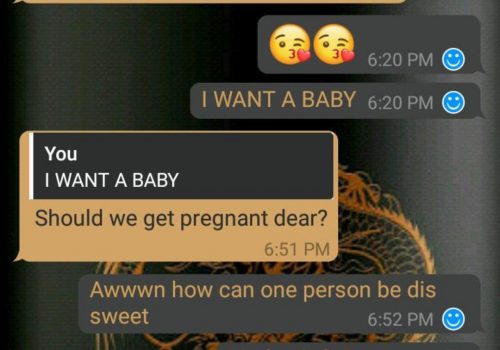 😘😘
6:20 PM
I WANT A BABY 6:20 PM
You
I WANT A BABY
Should we get pregnant dear?
6:51 PM
Awwwn how can one person be dis
sweet 6:52 PM